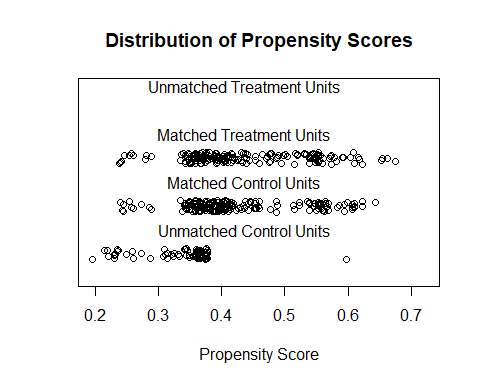 Distribution of Propensity Scores
Unmatched Treatment Units
Matched Treatment Units
Matched Control Units
Unmatched Control Units
0.2 0.3 0.4 0.5 0.6 0.7
Propensity Score